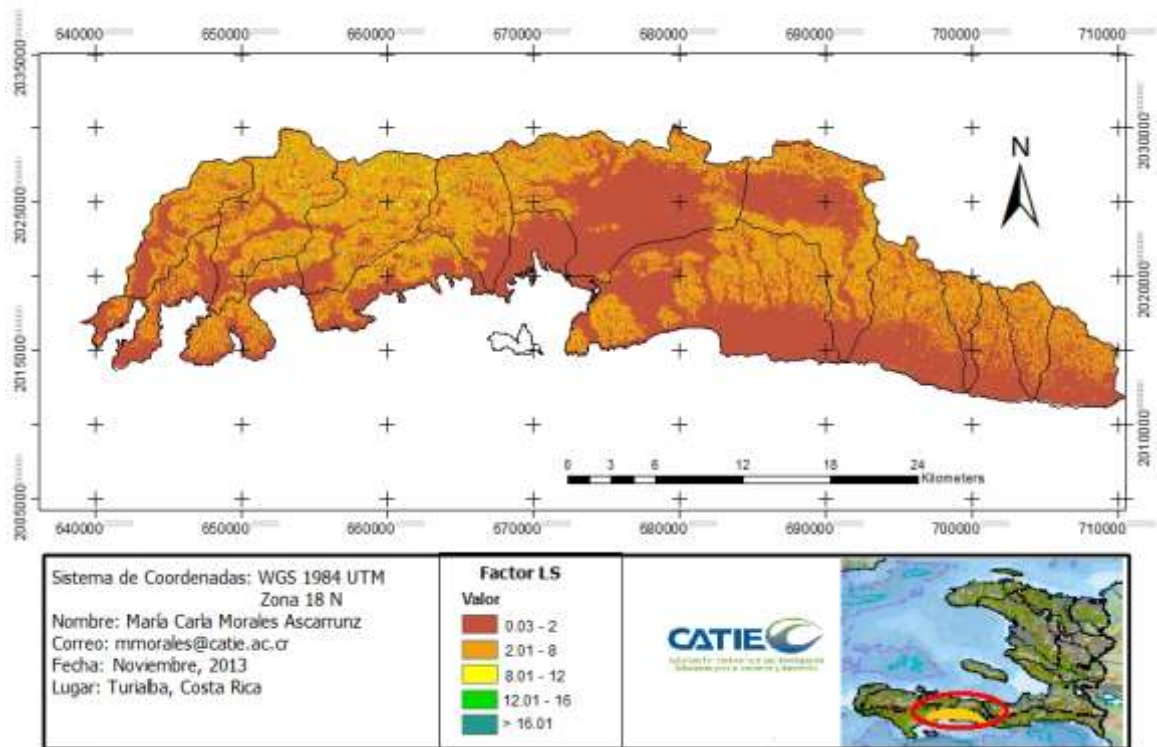 640000 650000 660000 670000 680000 690000 700000 710000
2035000
2030000
2025000
2025000
2020000
2015000
2015000
2010000
2005000
N
0 3 6 12 18 24
Kilometers
640000 650000 660000 670000 680000 690000 700000 710000
Sistema de Coordenadas: WGS 1984 UTM
Zona 18 N
Nombre: María Carla Morales Ascarrunz
Correo: mmorales@catie.ac.cr
Fecha: Noviembre, 2013
Lugar: Turialba, Costa Rica
Factor LS
Valor
0.03 - 2
2.01 - 8
8.01 - 12
12.01 - 16
> 16.01
CATIE